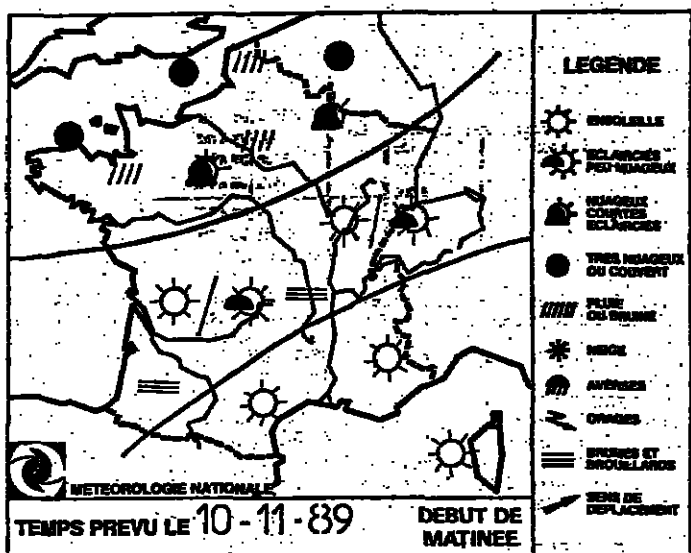 LEGENDE
ENSOLEILLE
ECLAIRCIES
PEU NUAGEUX
NUAGEUX
COURTES
ECLAIRCIES
TRES NUAGEUX
OU COUVERT
PLUIE
OU BRUINE
NEIGE
AVERSES
ORAGES
BRUMES ET
BROUILLARDS
SENS DE
DEPLACEMENT
METEOROLOGIE NATIONALE
TEMPS PREVU LE 10-11-89 DEBUT DE
MATINEE